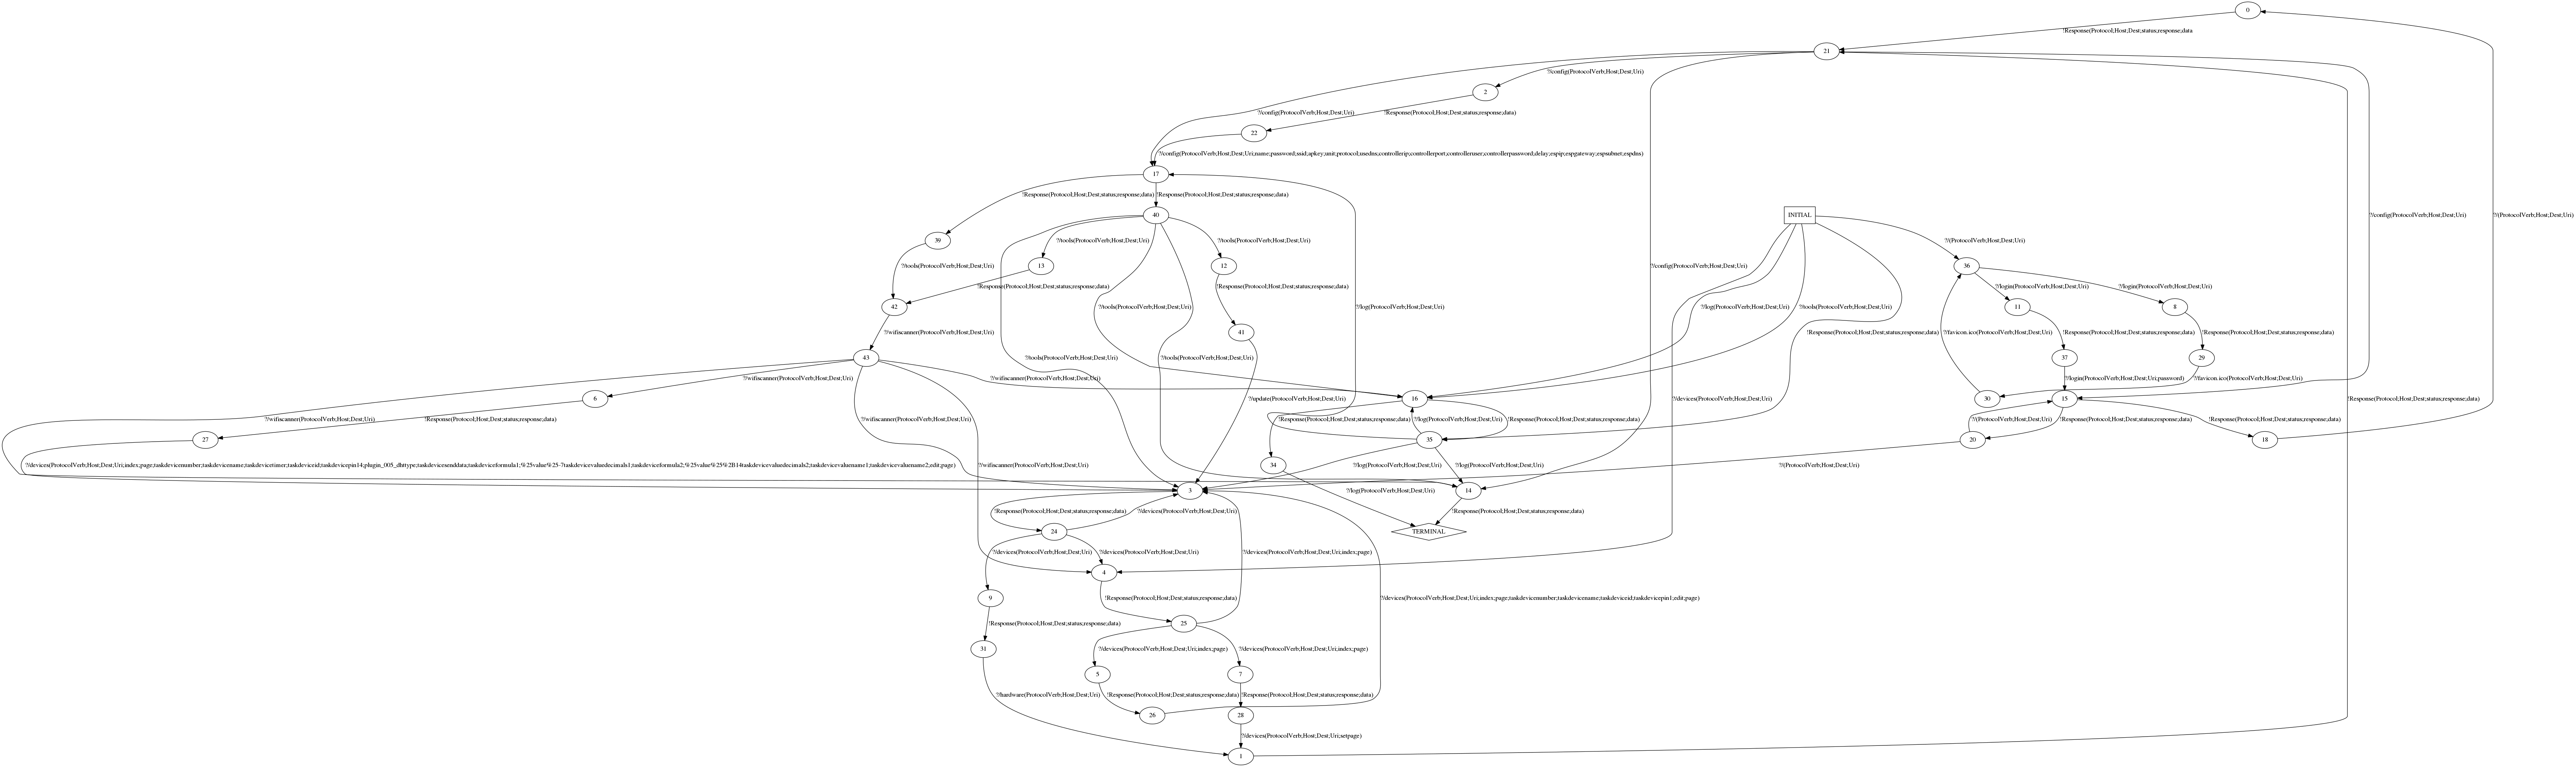 0
!Response(Protocol;Host;Dest;status;response;data
21
?/config(ProtocolVerb;Host;Dest;Uri)
2
?/config(ProtocolVerb;Host;Dest;Uri)
!Response(Protocol;Host;Dest;status;response;data)
22
?/config(ProtocolVerb;Host;Dest;Uri;name;password;ssid;apkey;unit;protocol;usedns;controllerip;controllerport;controlleruser;controllerpassword;delay;espip;espgateway;espsubnet;espdns)
17
!Response(Protocol;Host;Dest;status;response;data)
!Response(Protocol;Host;Dest;status;response;data)
40
INITIAL
?/config(ProtocolVerb;Host;Dest;Uri)
?/(ProtocolVerb;Host;Dest;Uri)
39
?/tools(ProtocolVerb;Host;Dest;Uri)
?/tools(ProtocolVerb;Host;Dest;Uri)
?/(ProtocolVerb;Host;Dest;Uri)
?/tools(ProtocolVerb;Host;Dest;Uri)
13
12
?/config(ProtocolVerb;Host;Dest;Uri)
36
!Response(Protocol;Host;Dest;status;response;data)
!Response(Protocol;Host;Dest;status;response;data)
?/login(ProtocolVerb;Host;Dest;Uri)
?/login(ProtocolVerb;Host;Dest;Uri)
42
?/tools(ProtocolVerb;Host;Dest;Uri)
?/log(ProtocolVerb;Host;Dest;Uri)
?/log(ProtocolVerb;Host;Dest;Uri)
?/tools(ProtocolVerb;Host;Dest;Uri)
11
8
?/wifiscanner(ProtocolVerb;Host;Dest;Uri)
41
!Response(Protocol;Host;Dest;status;response;data)
?/favicon.ico(ProtocolVerb;Host;Dest;Uri)
!Response(Protocol;Host;Dest;status;response;data)
!Response(Protocol;Host;Dest;status;response;data)
43
?/tools(ProtocolVerb;Host;Dest;Uri)
?/tools(ProtocolVerb;Host;Dest;Uri)
37
29
?/wifiscanner(ProtocolVerb;Host;Dest;Uri)
?/wifiscanner(ProtocolVerb;Host;Dest;Uri)
?/login(ProtocolVerb;Host;Dest;Uri;password)
?/favicon.ico(ProtocolVerb;Host;Dest;Uri)
6
?/update(ProtocolVerb;Host;Dest;Uri)
16
?/devices(ProtocolVerb;Host;Dest;Uri)
30
15
!Response(Protocol;Host;Dest;status;response;data)
?/wifiscanner(ProtocolVerb;Host;Dest;Uri)
!Response(Protocol;Host;Dest;status;response;data)
?/wifiscanner(ProtocolVerb;Host;Dest;Uri)
!Response(Protocol;Host;Dest;status;response;data)
?/log(ProtocolVerb;Host;Dest;Uri)
!Response(Protocol;Host;Dest;status;response;data)
?/(ProtocolVerb;Host;Dest;Uri)
!Response(Protocol;Host;Dest;status;response;data)
!Response(Protocol;Host;Dest;status;response;data)
27
35
20
18
?/devices(ProtocolVerb;Host;Dest;Uri;index;page;taskdevicenumber;taskdevicename;taskdevicetimer;taskdeviceid;taskdevicepin14;plugin_005_dhttype;taskdevicesenddata;taskdeviceformula1;%25value%25-7itaskdevicevaluedecimals1;taskdeviceformula2;%25value%25%2B14itaskdevicevaluedecimals2;taskdevicevaluename1;taskdevicevaluename2;edit;page)
?/wifiscanner(ProtocolVerb;Host;Dest;Uri)
34
?/log(ProtocolVerb;Host;Dest;Uri)
?/log(ProtocolVerb;Host;Dest;Uri)
?/(ProtocolVerb;Host;Dest;Uri)
3
?/log(ProtocolVerb;Host;Dest;Uri)
14
!Response(Protocol;Host;Dest;status;response;data)
?/devices(ProtocolVerb;Host;Dest;Uri)
!Response(Protocol;Host;Dest;status;response;data)
24
TERMINAL
?/devices(ProtocolVerb;Host;Dest;Uri)
?/devices(ProtocolVerb;Host;Dest;Uri)
?/devices(ProtocolVerb;Host;Dest;Uri;index;page)
4
9
!Response(Protocol;Host;Dest;status;response;data)
?/devices(ProtocolVerb;Host;Dest;Uri;index;page;taskdevicenumber;taskdevicename;taskdeviceid;taskdevicepin1;edit;page)
!Response(Protocol;Host;Dest;status;response;data)
25
31
?/devices(ProtocolVerb;Host;Dest;Uri;index;page)
?/devices(ProtocolVerb;Host;Dest;Uri;index;page)
5
7
?/hardware(ProtocolVerb;Host;Dest;Uri)
!Response(Protocol;Host;Dest;status;response;data)
!Response(Protocol;Host;Dest;status;response;data)
26
28
?/devices(ProtocolVerb;Host;Dest;Uri;setpage)
1